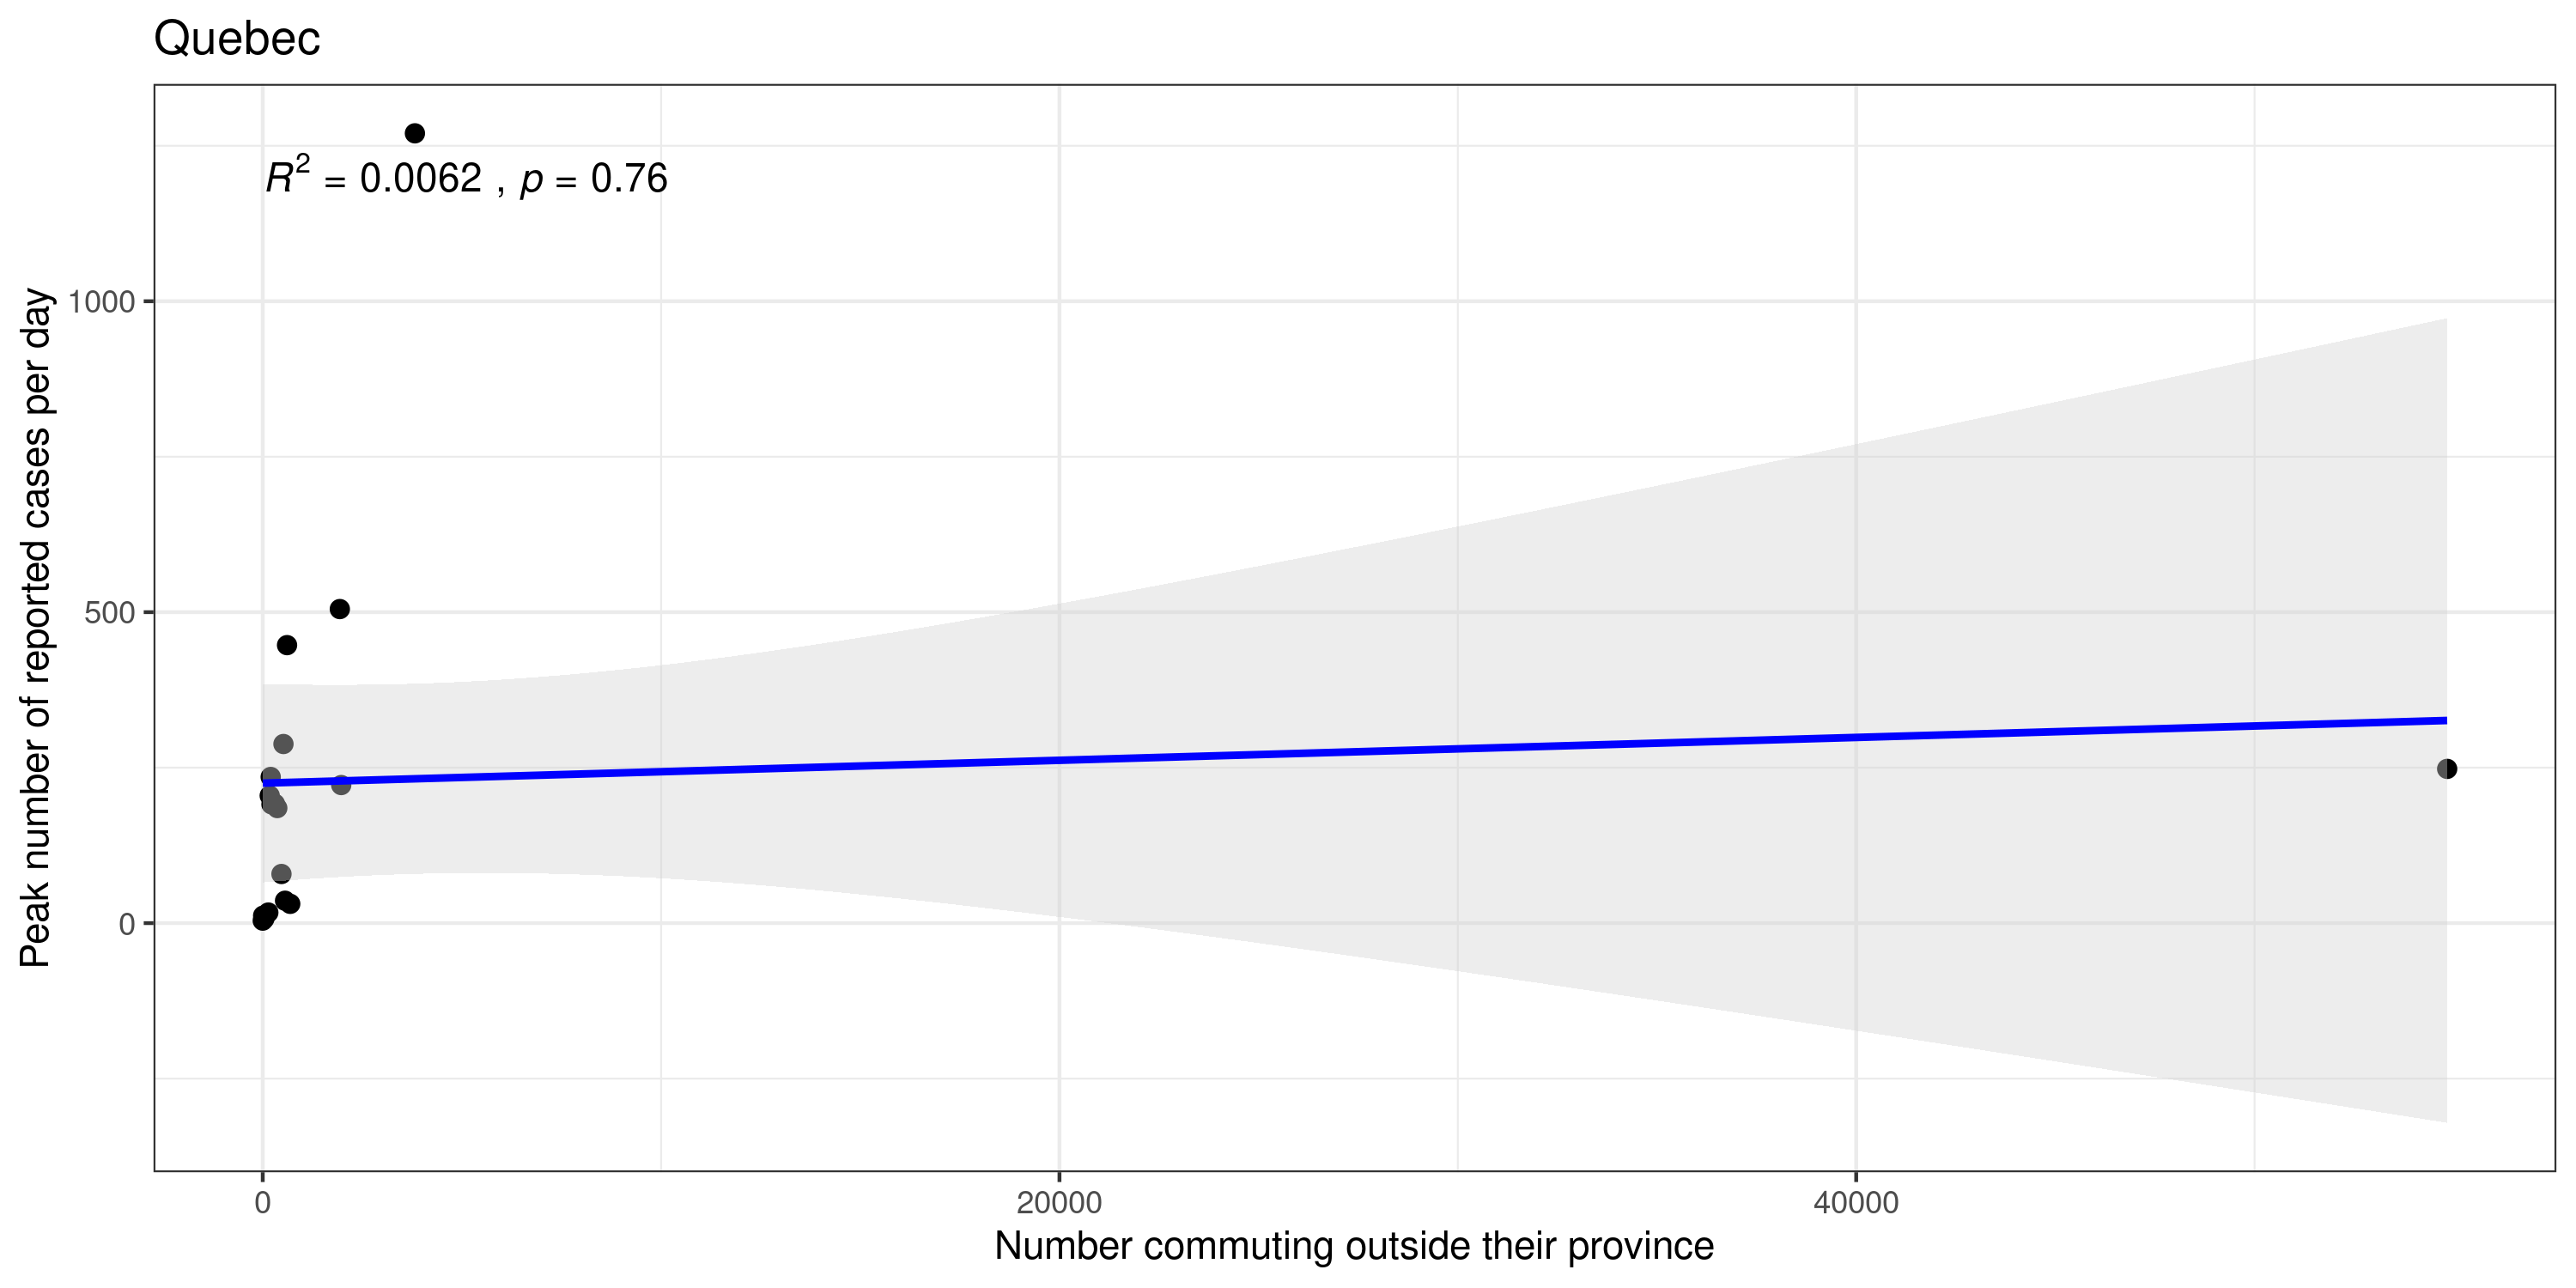 Quebec
R² = 0.0062 , p = 0.76
Peak number of reported cases per day
1000
500
0
0 20000 40000
Number commuting outside their province